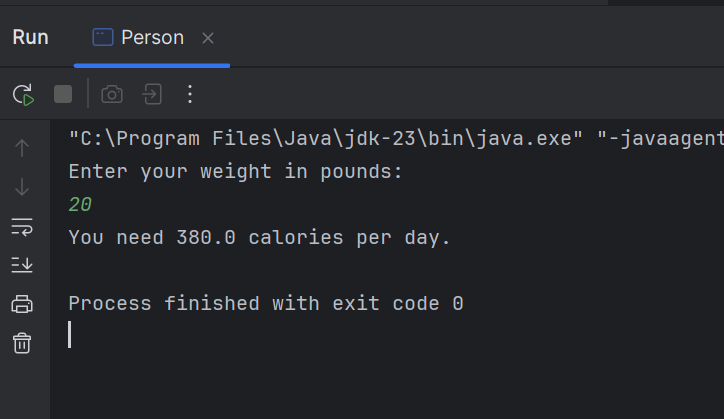 Run Person
"C:\Program Files\Java\jdk-23\bin\java.exe" "-javaagent
Enter your weight in pounds:
20
You need 380.0 calories per day.
Process finished with exit code 0